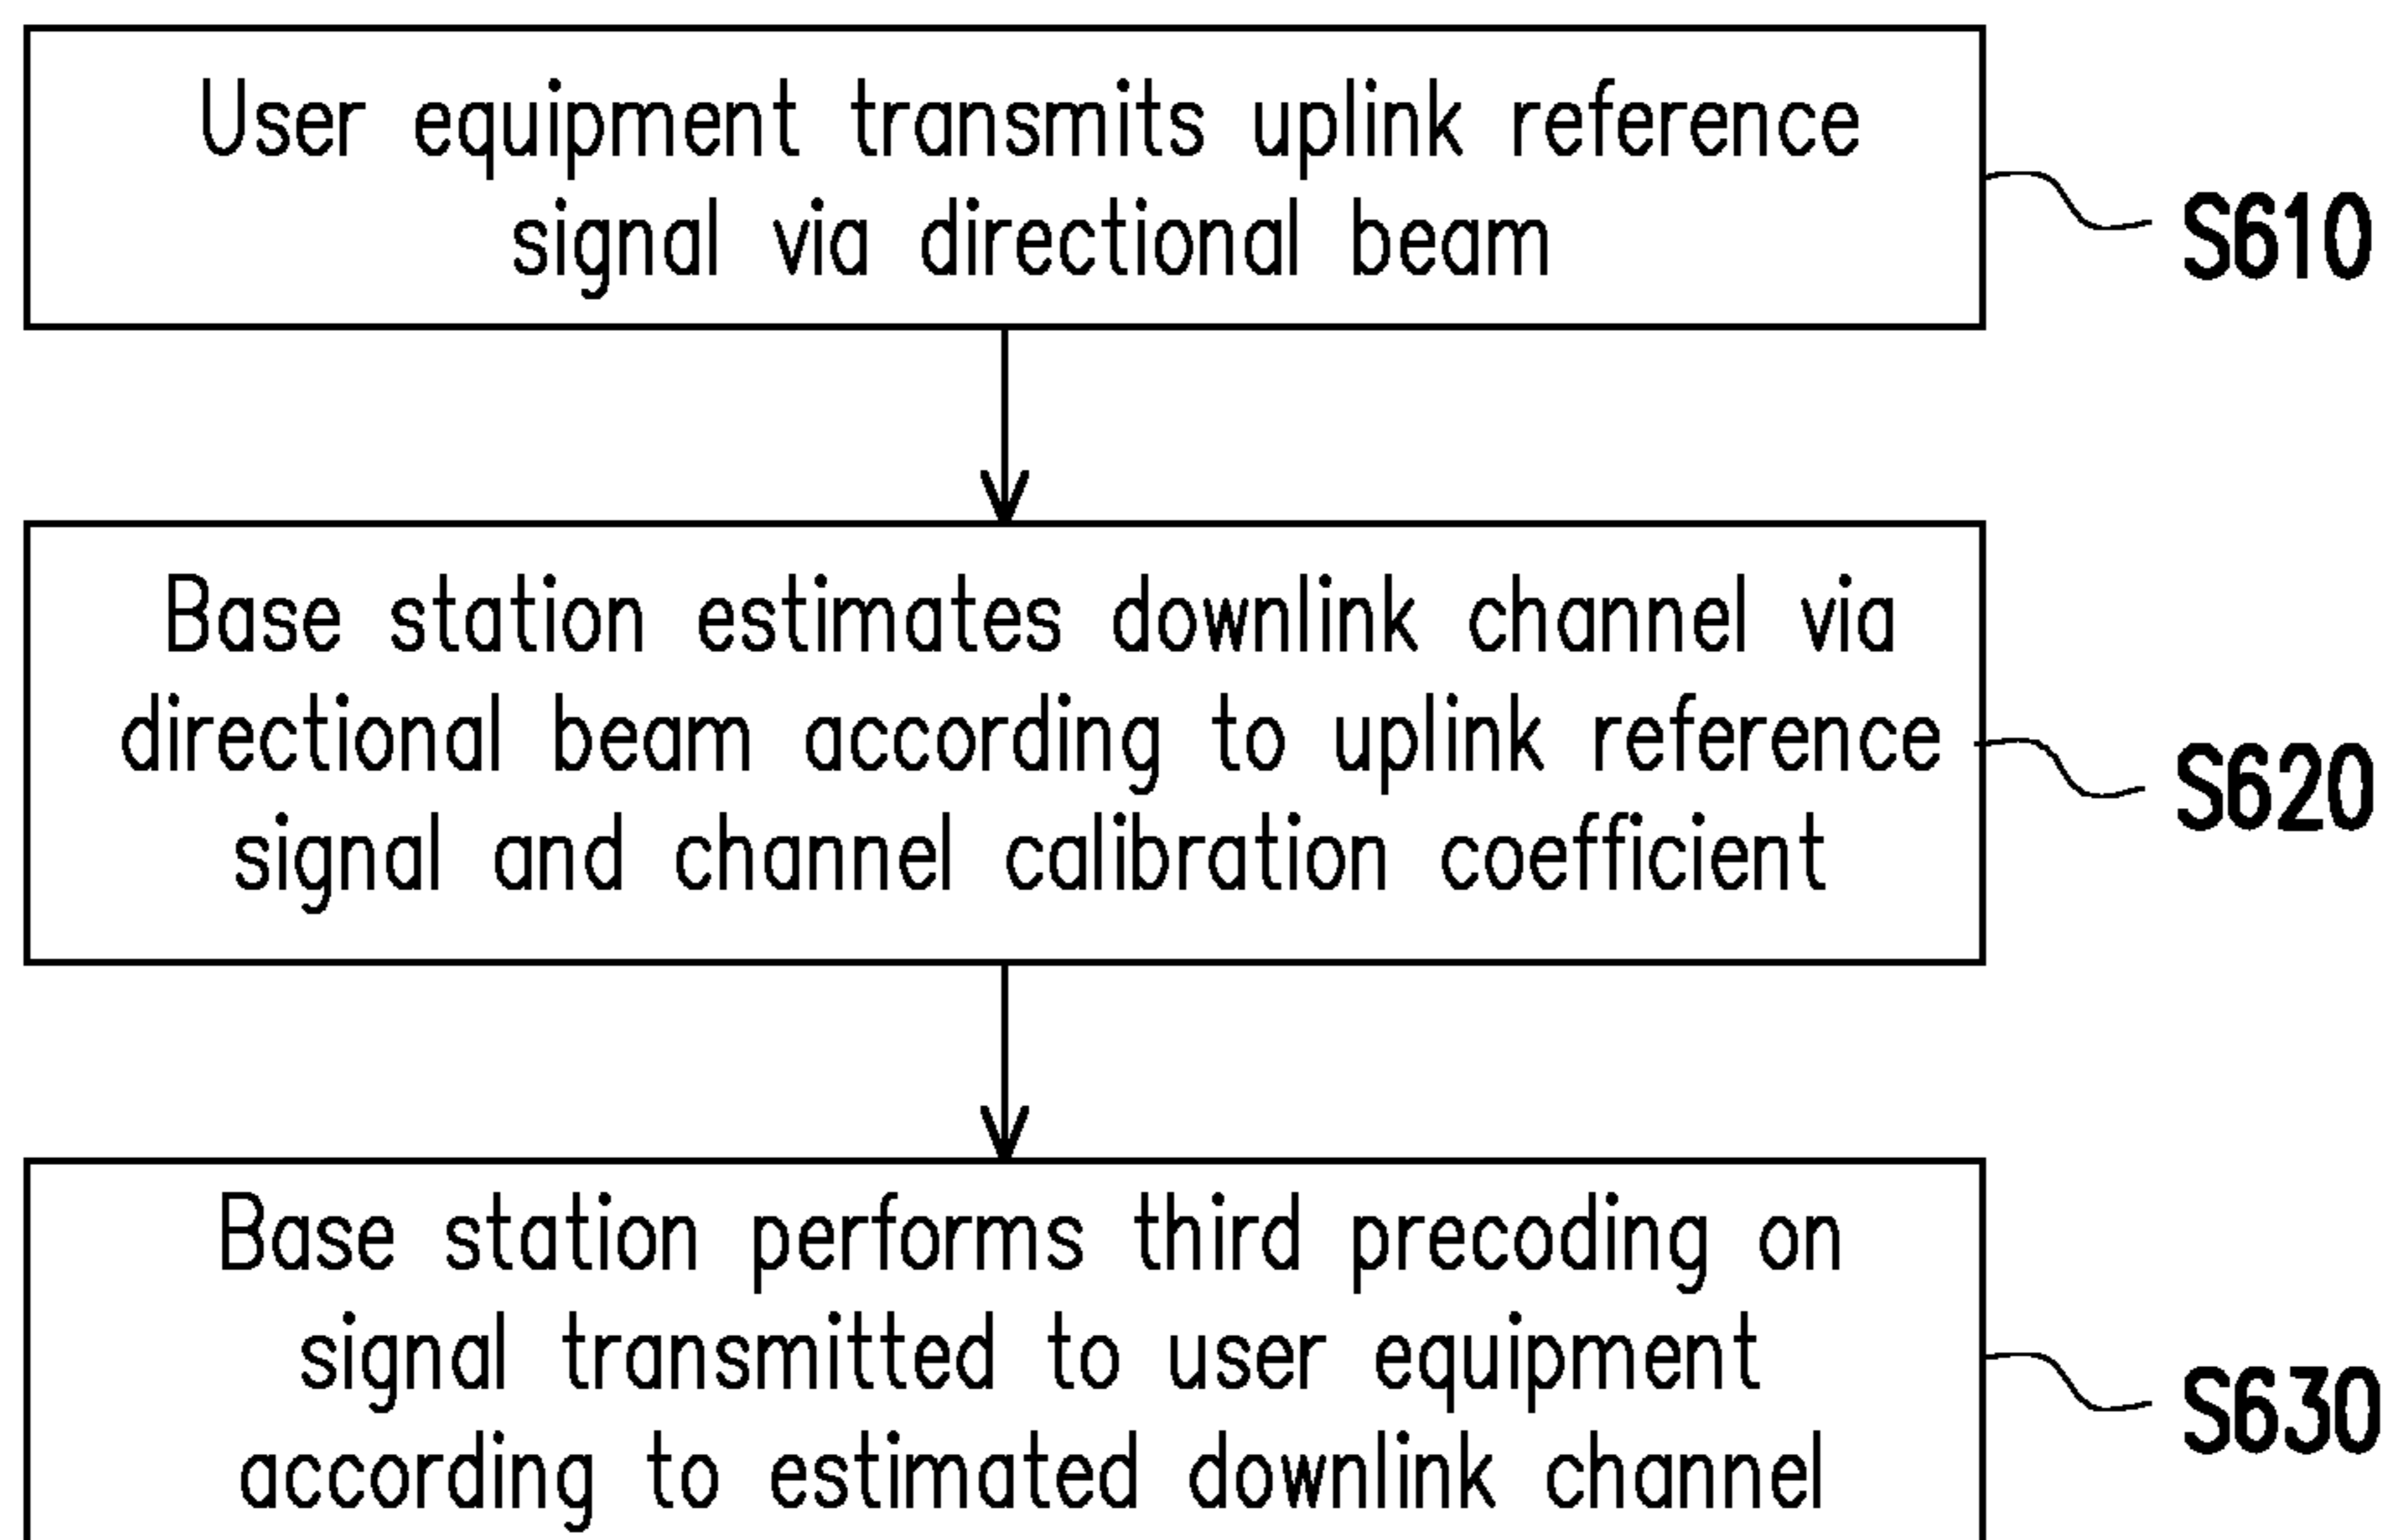 User equipment transmits uplink reference
signal via directional beam
S610
Base station estimates downlink channel via
directional beam according to uplink reference
signal and channel calibration coefficient
S620
Base station performs third precoding on
signal transmitted to user equipment
according to estimated downlink channel
S630